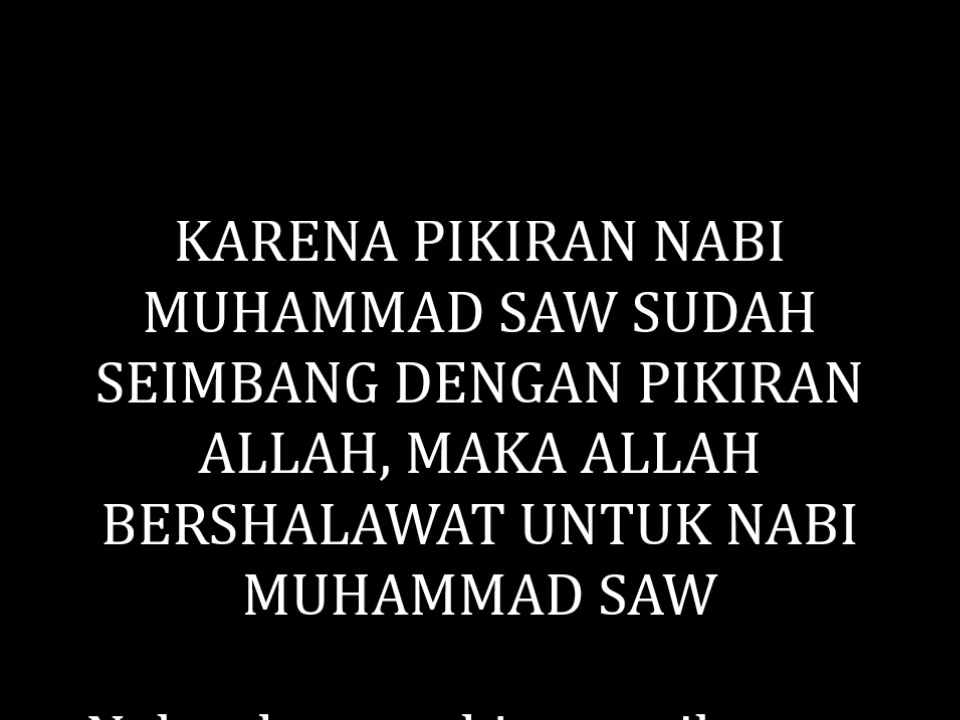 KARENA PIKIRAN NABI
MUHAMMAD SAW SUDAH
SEIMBANG DENGAN PIKIRAN
ALLAH, MAKA ALLAH
BERSHALAWAT UNTUK NABI
MUHAMMAD SAW